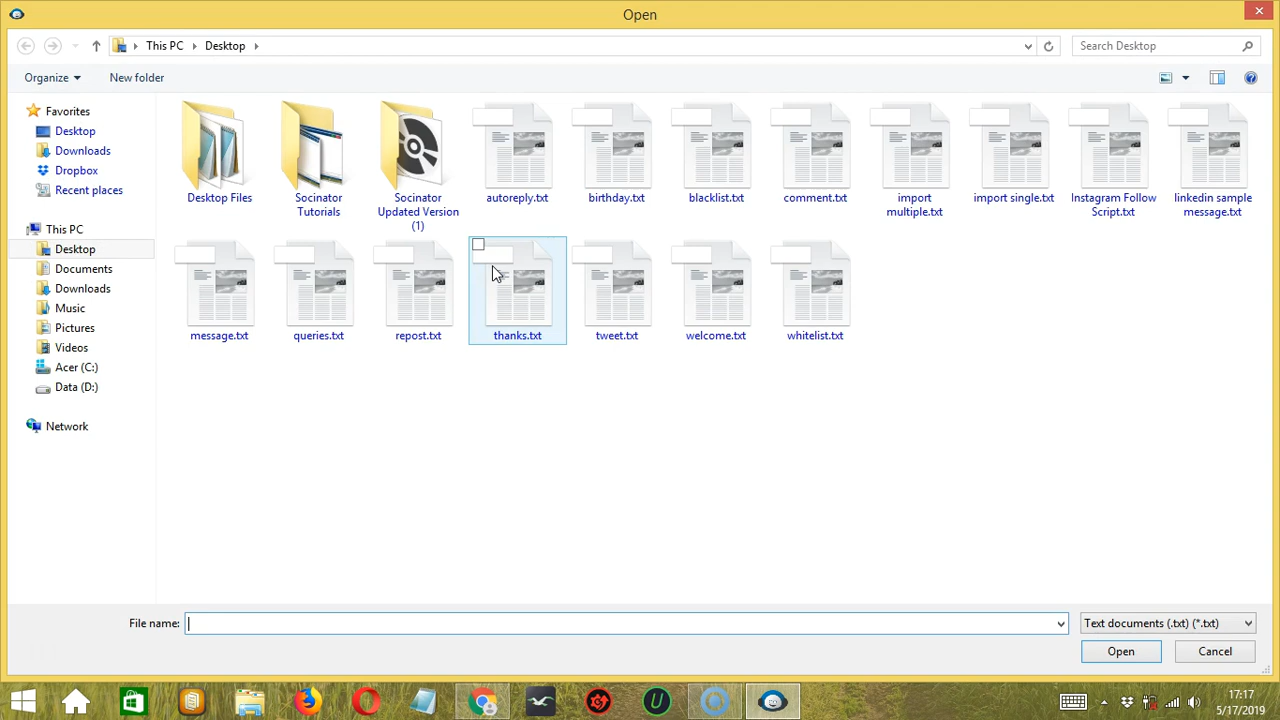 Open
This PC
Desktop
Search Desktop
Organize
New folder
Favorites
Desktop
Downloads
Dropbox
Recent places
This PC
Desktop
Documents
Downloads
Music
Pictures
Videos
Acer (C:)
Data (D:)
Network
Desktop Files
Socinator
Tutorials
Socinator
Updated Version
(1)
autoreply.txt
birthday.txt
blacklist.txt
comment.txt
import
multiple.txt
import single.txt
Instagram Follow
Script.txt
linkedin sample
message.txt
message.txt
queries.txt
repost.txt
thanks.txt
tweet.txt
welcome.txt
whitelist.txt
File name:
Text documents (.txt) (*.txt)
Open
Cancel
17:17
5/17/2019